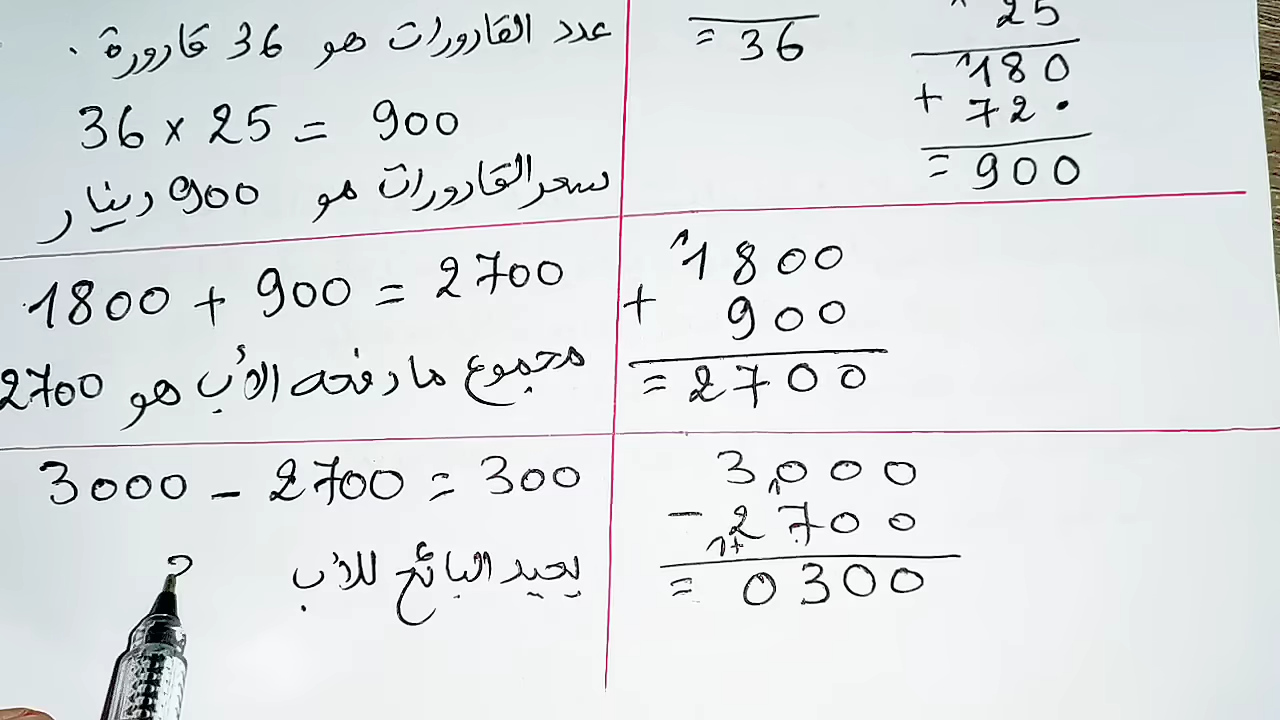 عدد القارورات هو 36 قارورة .
36 × 25 = 900
سعر القارورات هو 900 دينار
= 36
25
180
+ 72 •
= 900
1800 + 900 = 2700
مجموع ما دفعه الأب هو 2700
1800
+ 900
= 2700
3000 - 2700 = 300
يعيد البائع للأب
3000
- 2700
= 0300